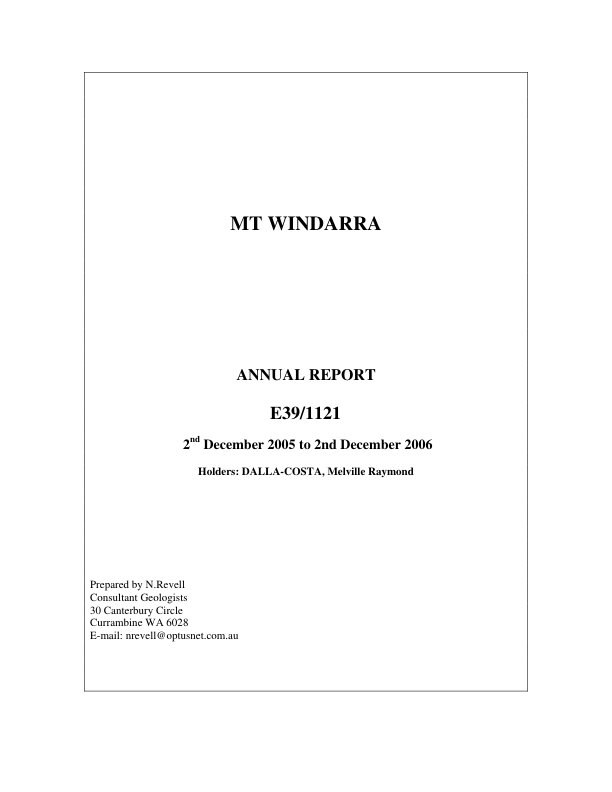 MT WINDARRA
ANNUAL REPORT
E39/1121
2nd December 2005 to 2nd December 2006
Holders: DALLA-COSTA, Melville Raymond
Prepared by N.Revell
Consultant Geologists
30 Canterbury Circle
Currambine WA 6028
E-mail: nrevell@optusnet.com.au